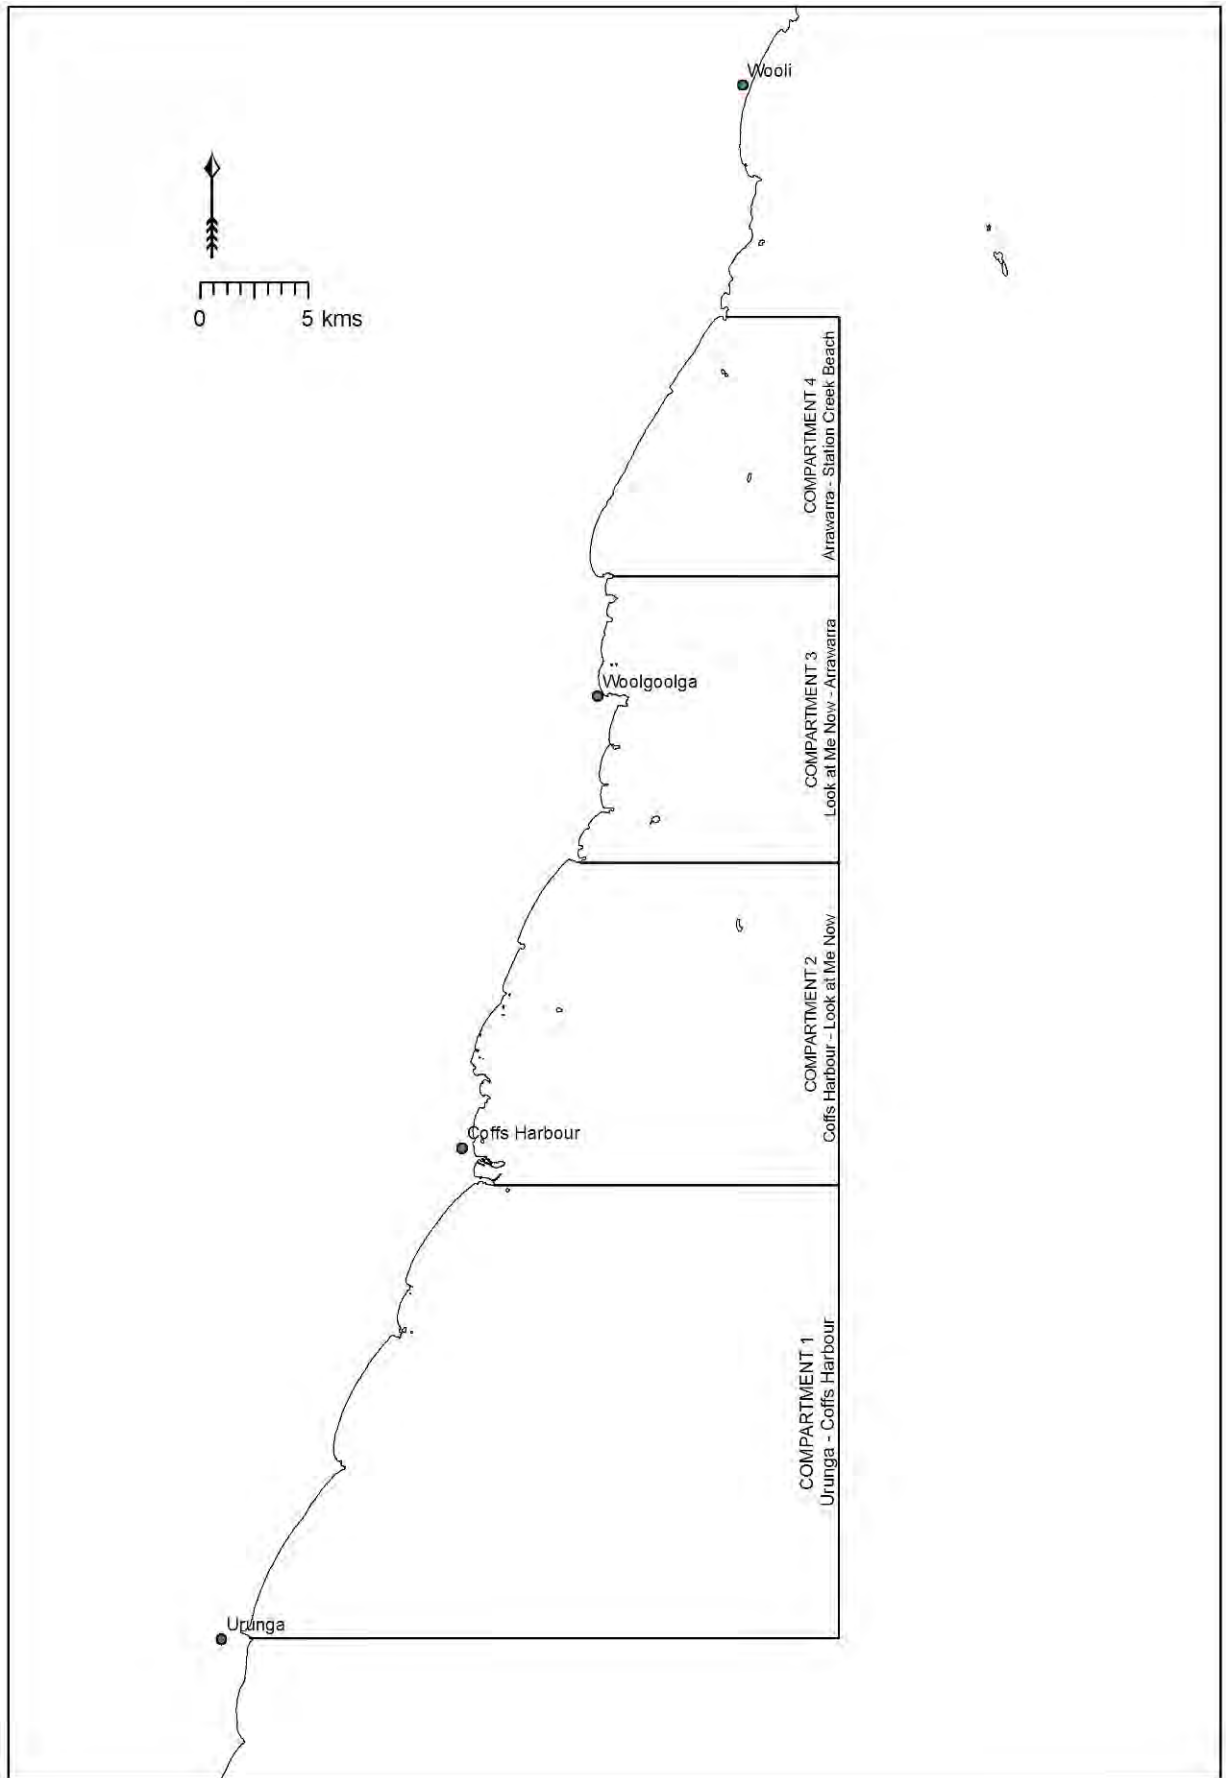 Wooli
0 5 kms
COMPARTMENT 4
Arrawarra - Station Creek Beach
COMPARTMENT 3
Look at Me Now - Arrawarra
Woolgoolga
COMPARTMENT 2
Coffs Harbour - Look at Me Now
Coffs Harbour
COMPARTMENT 1
Urunga - Coffs Harbour
Urunga